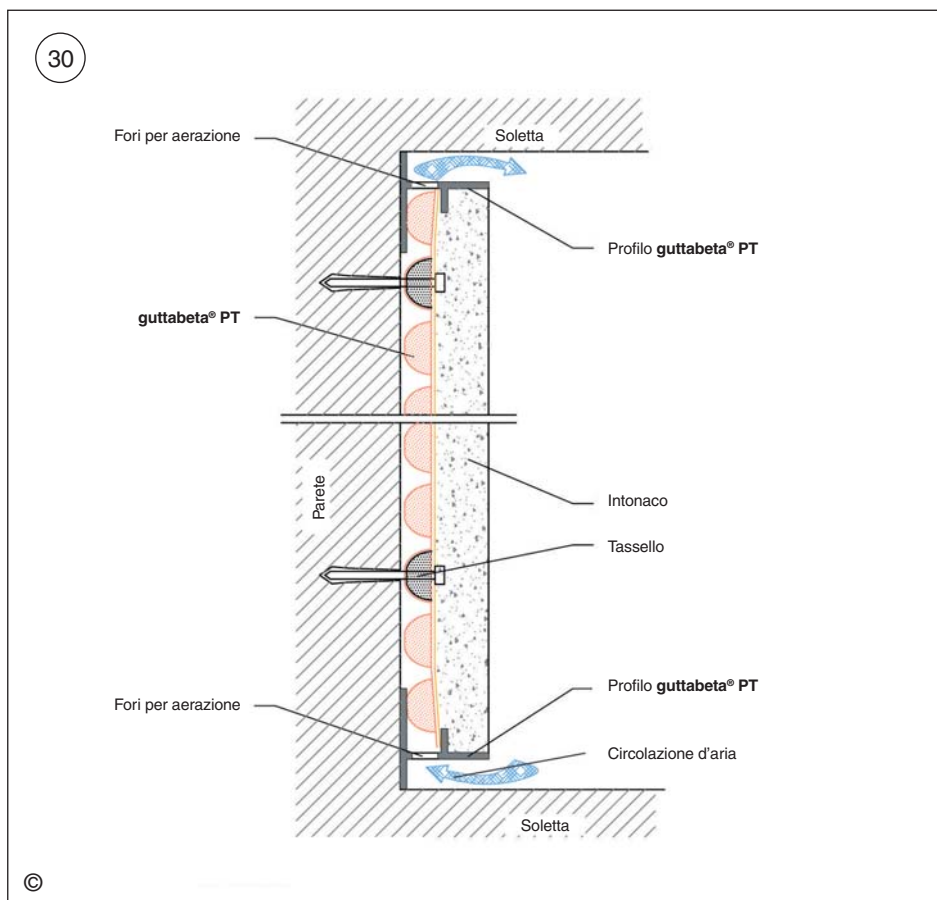 30
Fori per aerazione
Soletta
Profilo guttabeta® PT
guttabeta® PT
Parete
Intonaco
Tassello
Profilo guttabeta® PT
Fori per aerazione
Circolazione d'aria
Soletta
©